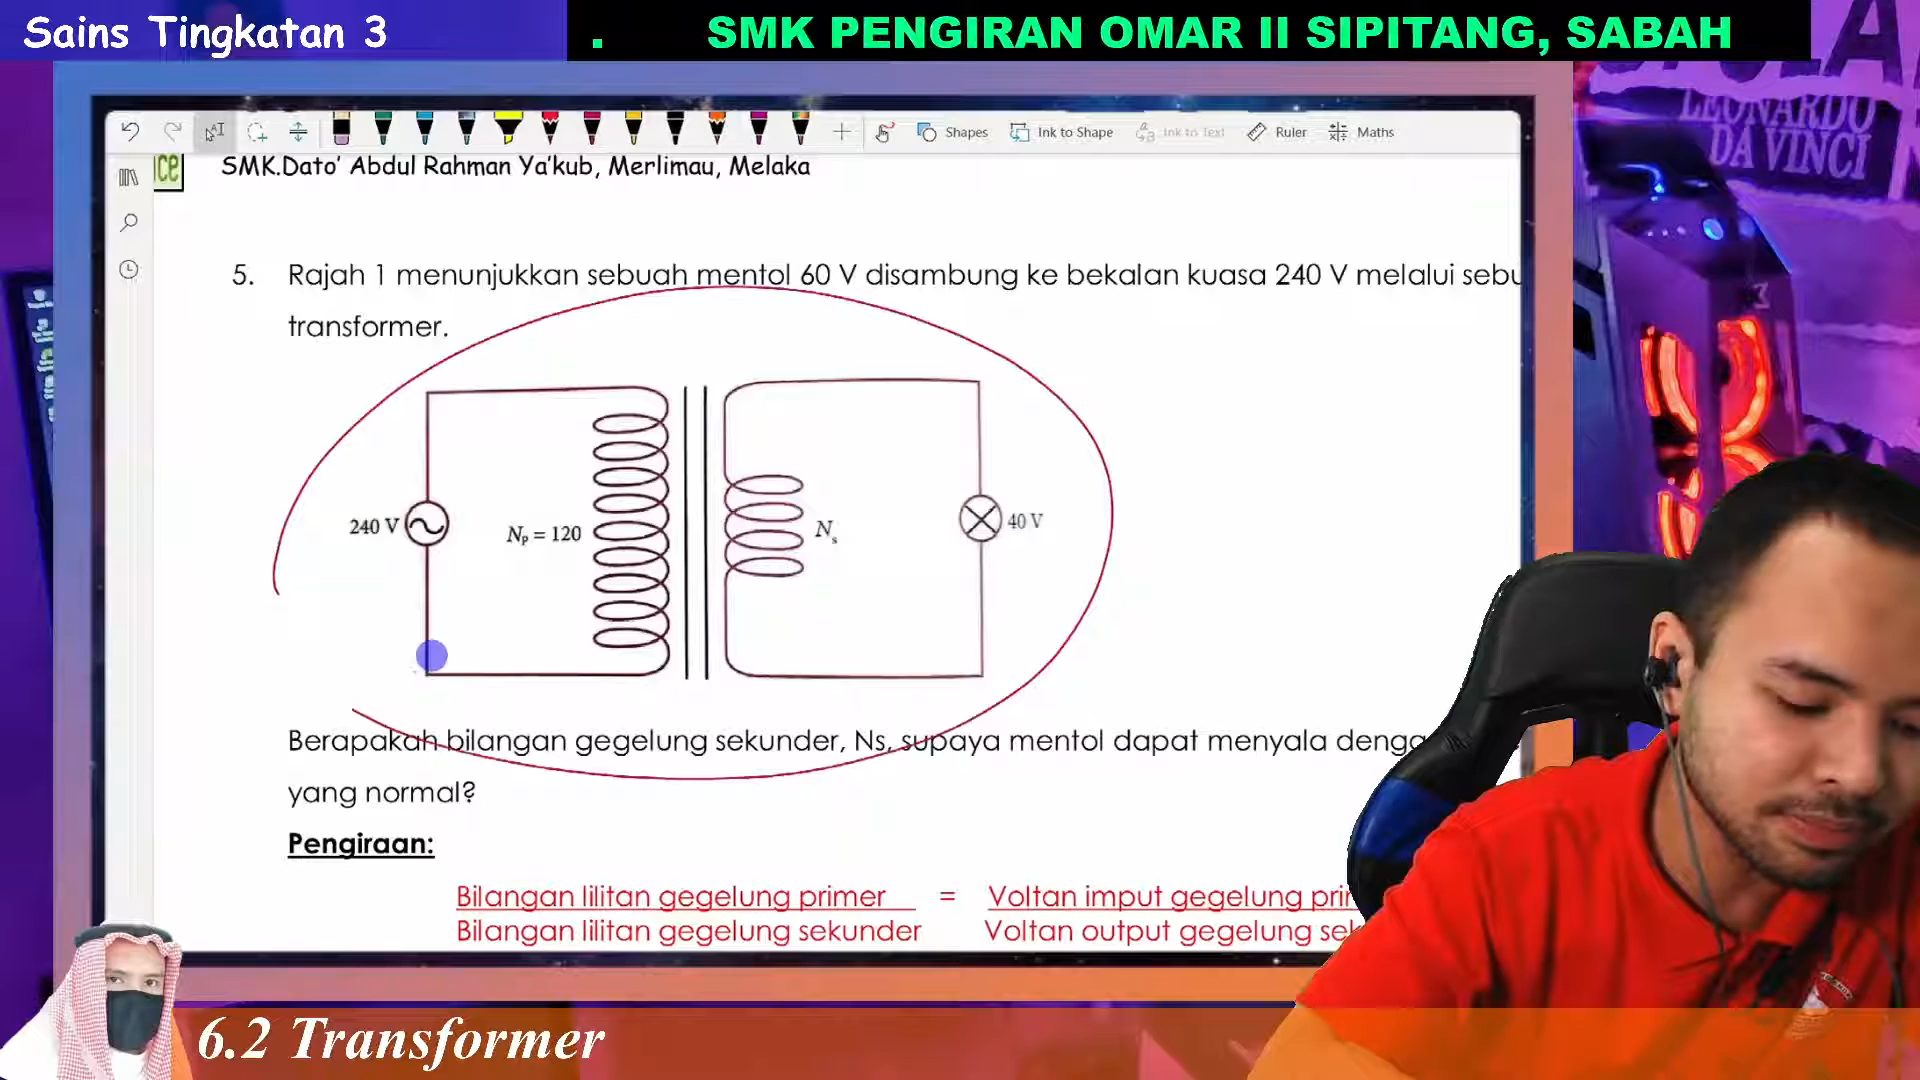 Sains Tingkatan 3
. SMK PENGIRAN OMAR II SIPITANG, SABAH
LEONARDO
DA VINCI
Shapes
Ink to Shape
Ink to Text
Ruler
Maths
ice
SMK.Dato' Abdul Rahman Ya'kub, Merlimau, Melaka
5. Rajah 1 menunjukkan sebuah mentol 60 V disambung ke bekalan kuasa 240 V melalui sebu
transformer.
240 V
Np = 120
Ns
40 V
Berapakah bilangan gegelung sekunder, Ns, supaya mentol dapat menyala denga
yang normal?
Pengiraan:
Bilangan lilitan gegelung primer = Voltan imput gegelung pri
Bilangan lilitan gegelung sekunder Voltan output gegelung sek
6.2 Transformer